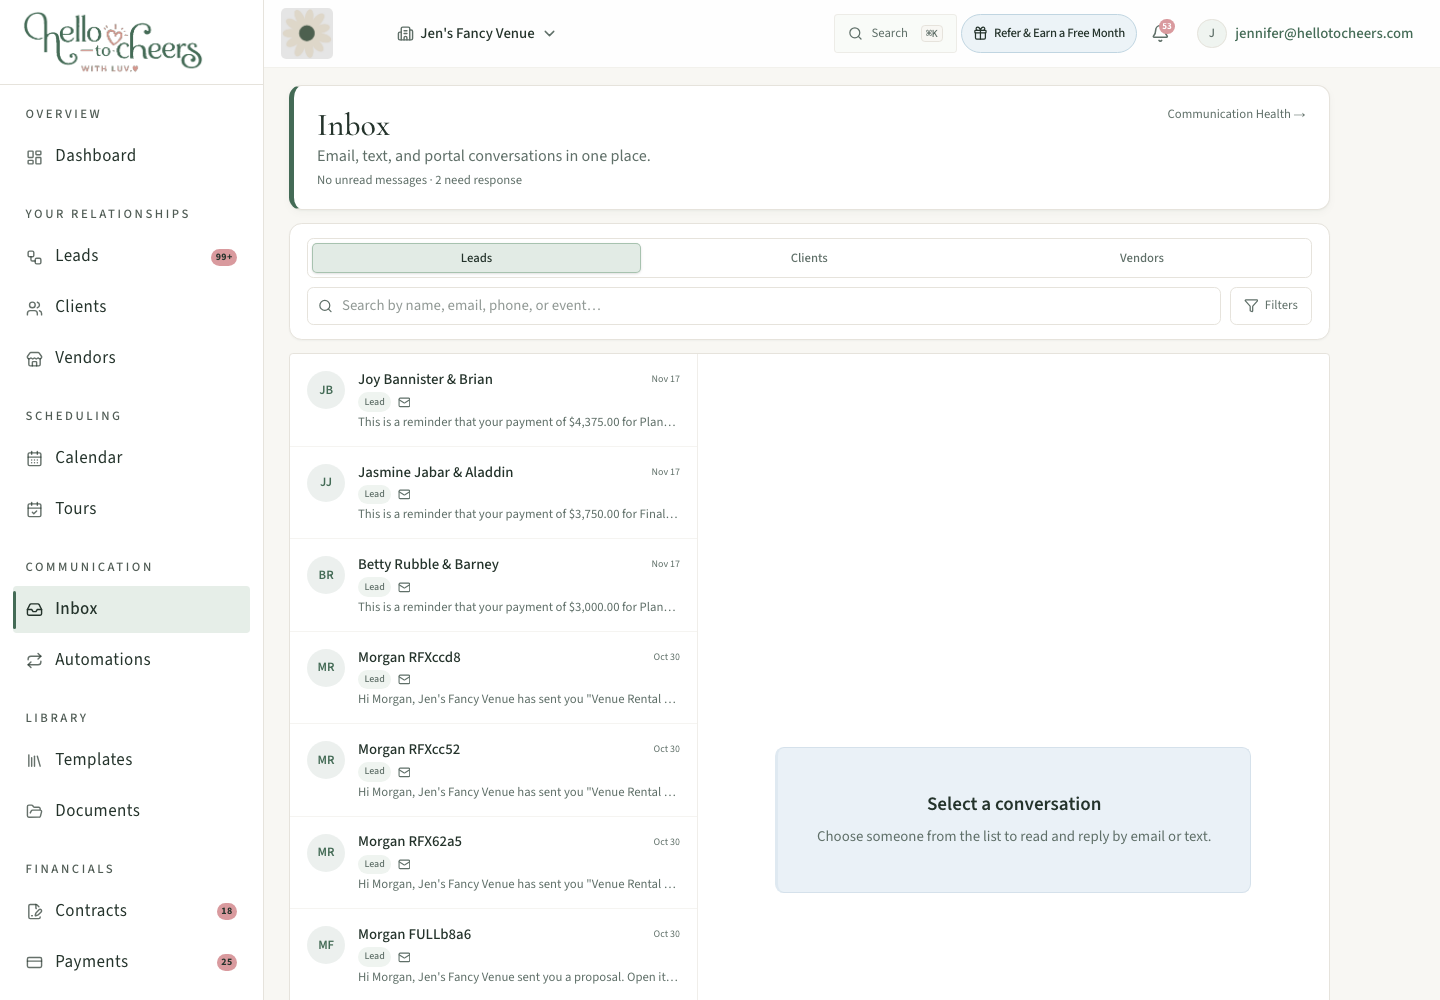 hello
to cheers
WITH LUV.
Jen's Fancy Venue
Search ⌘K
Refer & Earn a Free Month
53
J
jennifer@hellotocheers.com
OVERVIEW
Dashboard
YOUR RELATIONSHIPS
Leads 99+
Clients
Vendors
SCHEDULING
Calendar
Tours
COMMUNICATION
Inbox
Automations
LIBRARY
Templates
Documents
FINANCIALS
Contracts 18
Payments 25
Inbox
Communication Health →
Email, text, and portal conversations in one place.
No unread messages · 2 need response
Leads Clients Vendors
Search by name, email, phone, or event…
Filters
JB Joy Bannister & Brian Nov 17
Lead
This is a reminder that your payment of $4,375.00 for Plan…
JJ Jasmine Jabar & Aladdin Nov 17
Lead
This is a reminder that your payment of $3,750.00 for Final…
BR Betty Rubble & Barney Nov 17
Lead
This is a reminder that your payment of $3,000.00 for Plan…
MR Morgan RFXccd8 Oct 30
Lead
Hi Morgan, Jen's Fancy Venue has sent you "Venue Rental …
MR Morgan RFXcc52 Oct 30
Lead
Hi Morgan, Jen's Fancy Venue has sent you "Venue Rental …
MR Morgan RFX62a5 Oct 30
Lead
Hi Morgan, Jen's Fancy Venue has sent you "Venue Rental …
MF Morgan FULLb8a6 Oct 30
Lead
Hi Morgan, Jen's Fancy Venue sent you a proposal. Open it…
Select a conversation
Choose someone from the list to read and reply by email or text.